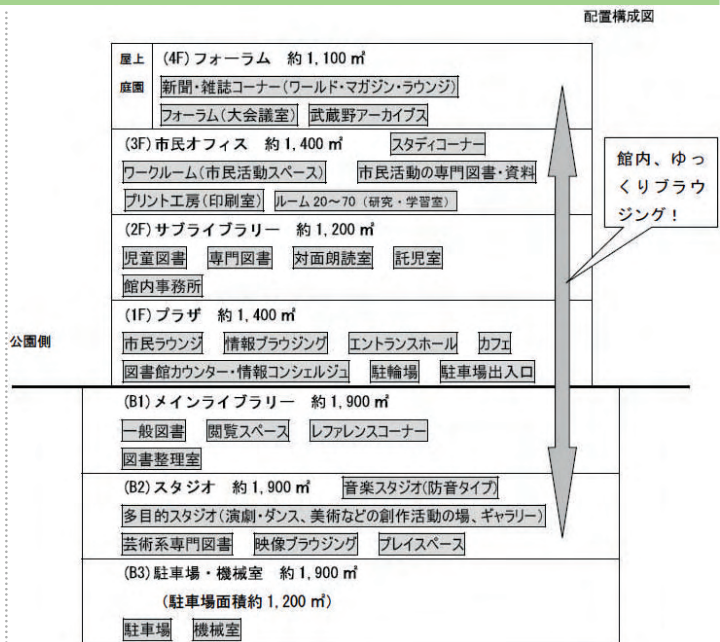 配置構成図
屋上
庭園
(4F)フォーラム 約1,100㎡
新聞・雑誌コーナー(ワールド・マガジン・ラウンジ)
フォーラム(大会議室) 武蔵野アーカイブス
(3F)市民オフィス 約1,400㎡ スタディコーナー
ワークルーム(市民活動スペース) 市民活動の専門図書・資料
プリント工房(印刷室) ルーム20～70 (研究・学習室)
館内、ゆっ
くりブラウ
ジング!
(2F)サブライブラリー 約1,200㎡
児童図書 専門図書 対面朗読室 託児室
館内事務所
(1F)プラザ 約1,400㎡
公園側
市民ラウンジ 情報ブラウジング エントランスホール カフェ
図書館カウンター・情報コンシェルジュ 駐輪場 駐車場出入口
(B1)メインライブラリー 約1,900㎡
一般図書 閲覧スペース レファレンスコーナー
図書整理室
(B2)スタジオ 約1,900㎡ 音楽スタジオ(防音タイプ)
多目的スタジオ(演劇・ダンス、美術などの創作活動の場、ギャラリー)
芸術系専門図書 映像ブラウジング プレイスペース
(B3)駐車場・機械室 約1,900㎡
(駐車場面積約1,200㎡)
駐車場 機械室